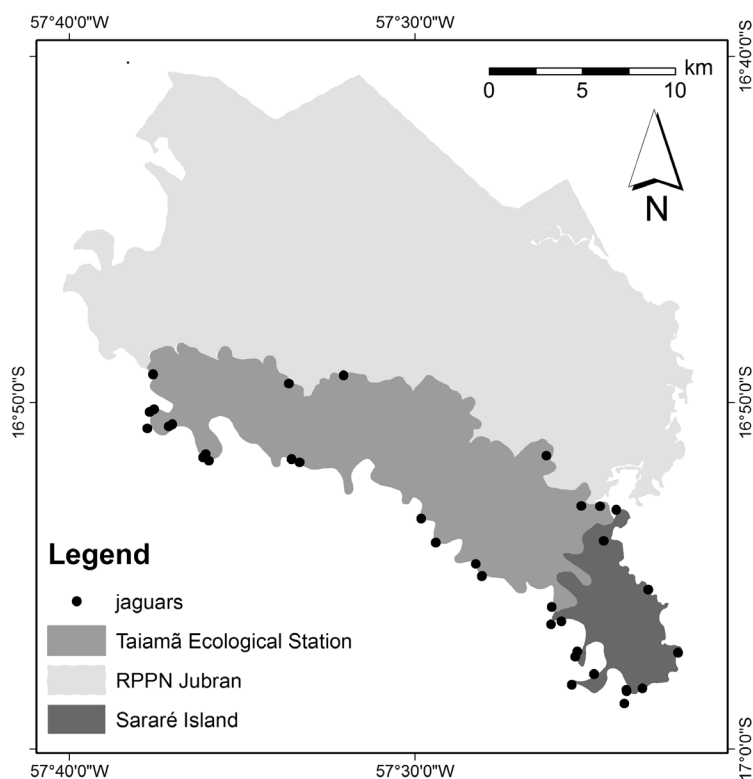 57°40'0"W 57°30'0"W
16°40'0"S
km
0 5 10
N
16°50'0"S 16°50'0"S
Legend
jaguars
Taiamã Ecological Station
RPPN Jubran
Sararé Island
17°0'0"S
57°40'0"W 57°30'0"W